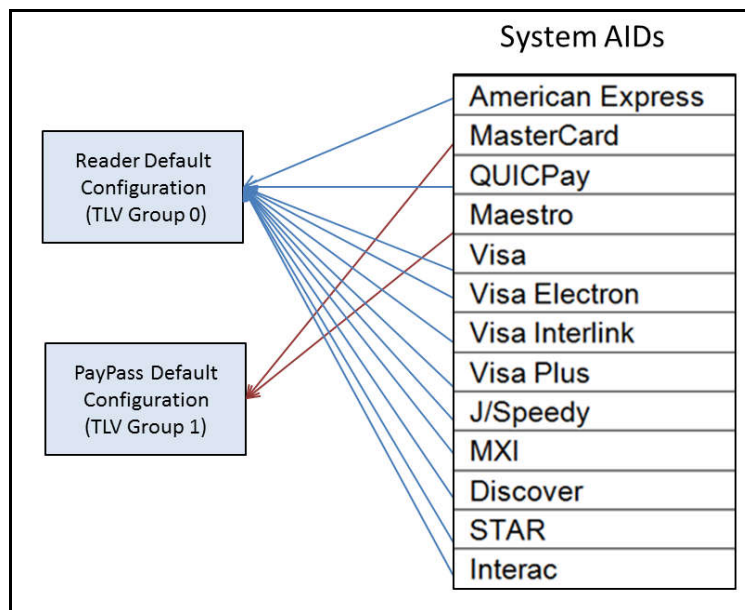 System AIDs
Reader Default
Configuration
(TLV Group 0)
PayPass Default
Configuration
(TLV Group 1)
American Express
MasterCard
QUICPay
Maestro
Visa
Visa Electron
Visa Interlink
Visa Plus
J/Speedy
MXI
Discover
STAR
Interac